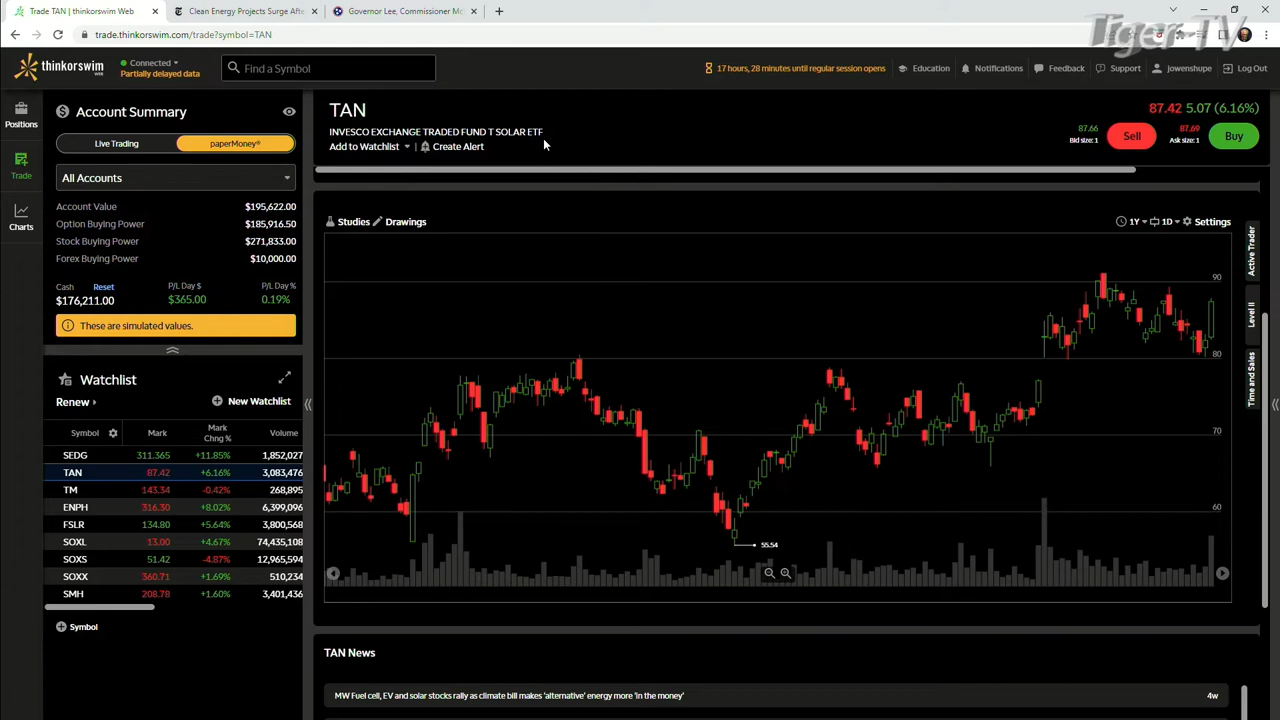 Trade TAN | thinkorswim Web
Clean Energy Projects Surge Afte
Governor Lee, Commissioner Mc
trade.thinkorswim.com/trade?symbol=TAN
Tiger TV
thinkorswim
WEB
Connected
Partially delayed data
Find a Symbol
17 hours, 28 minutes until regular session opens
Education
Notifications
Feedback
Support
jowenshupe
Log Out
Positions
Trade
Charts
Account Summary
Live Trading
paperMoney®
All Accounts
Account Value $195,622.00
Option Buying Power $185,916.50
Stock Buying Power $271,833.00
Forex Buying Power $10,000.00
Cash Reset P/L Day $ P/L Day %
$176,211.00 $365.00 0.19%
These are simulated values.
Watchlist
Renew
New Watchlist
Symbol Mark Mark Chng % Volume
SEDG 311.365 +11.85% 1,852,027
TAN 87.42 +6.16% 3,083,476
TM 143.34 -0.42% 268,895
ENPH 316.30 +8.02% 6,399,096
FSLR 134.80 +5.64% 3,800,568
SOXL 13.00 +4.67% 74,435,108
SOXS 51.42 -4.87% 12,965,594
SOXX 360.71 +1.69% 510,234
SMH 208.78 +1.60% 3,401,436
Symbol
TAN
INVESCO EXCHANGE TRADED FUND T SOLAR ETF
Add to Watchlist | Create Alert
87.42 5.07 (6.16%)
87.66
Bid size: 1
Sell
87.69
Ask size: 1
Buy
Studies Drawings
1Y 1D Settings
90
80
70
60
55.54
Active Trader
Level II
Time and Sales
TAN News
MW Fuel cell, EV and solar stocks rally as climate bill makes 'alternative' energy more 'in the money' 4w